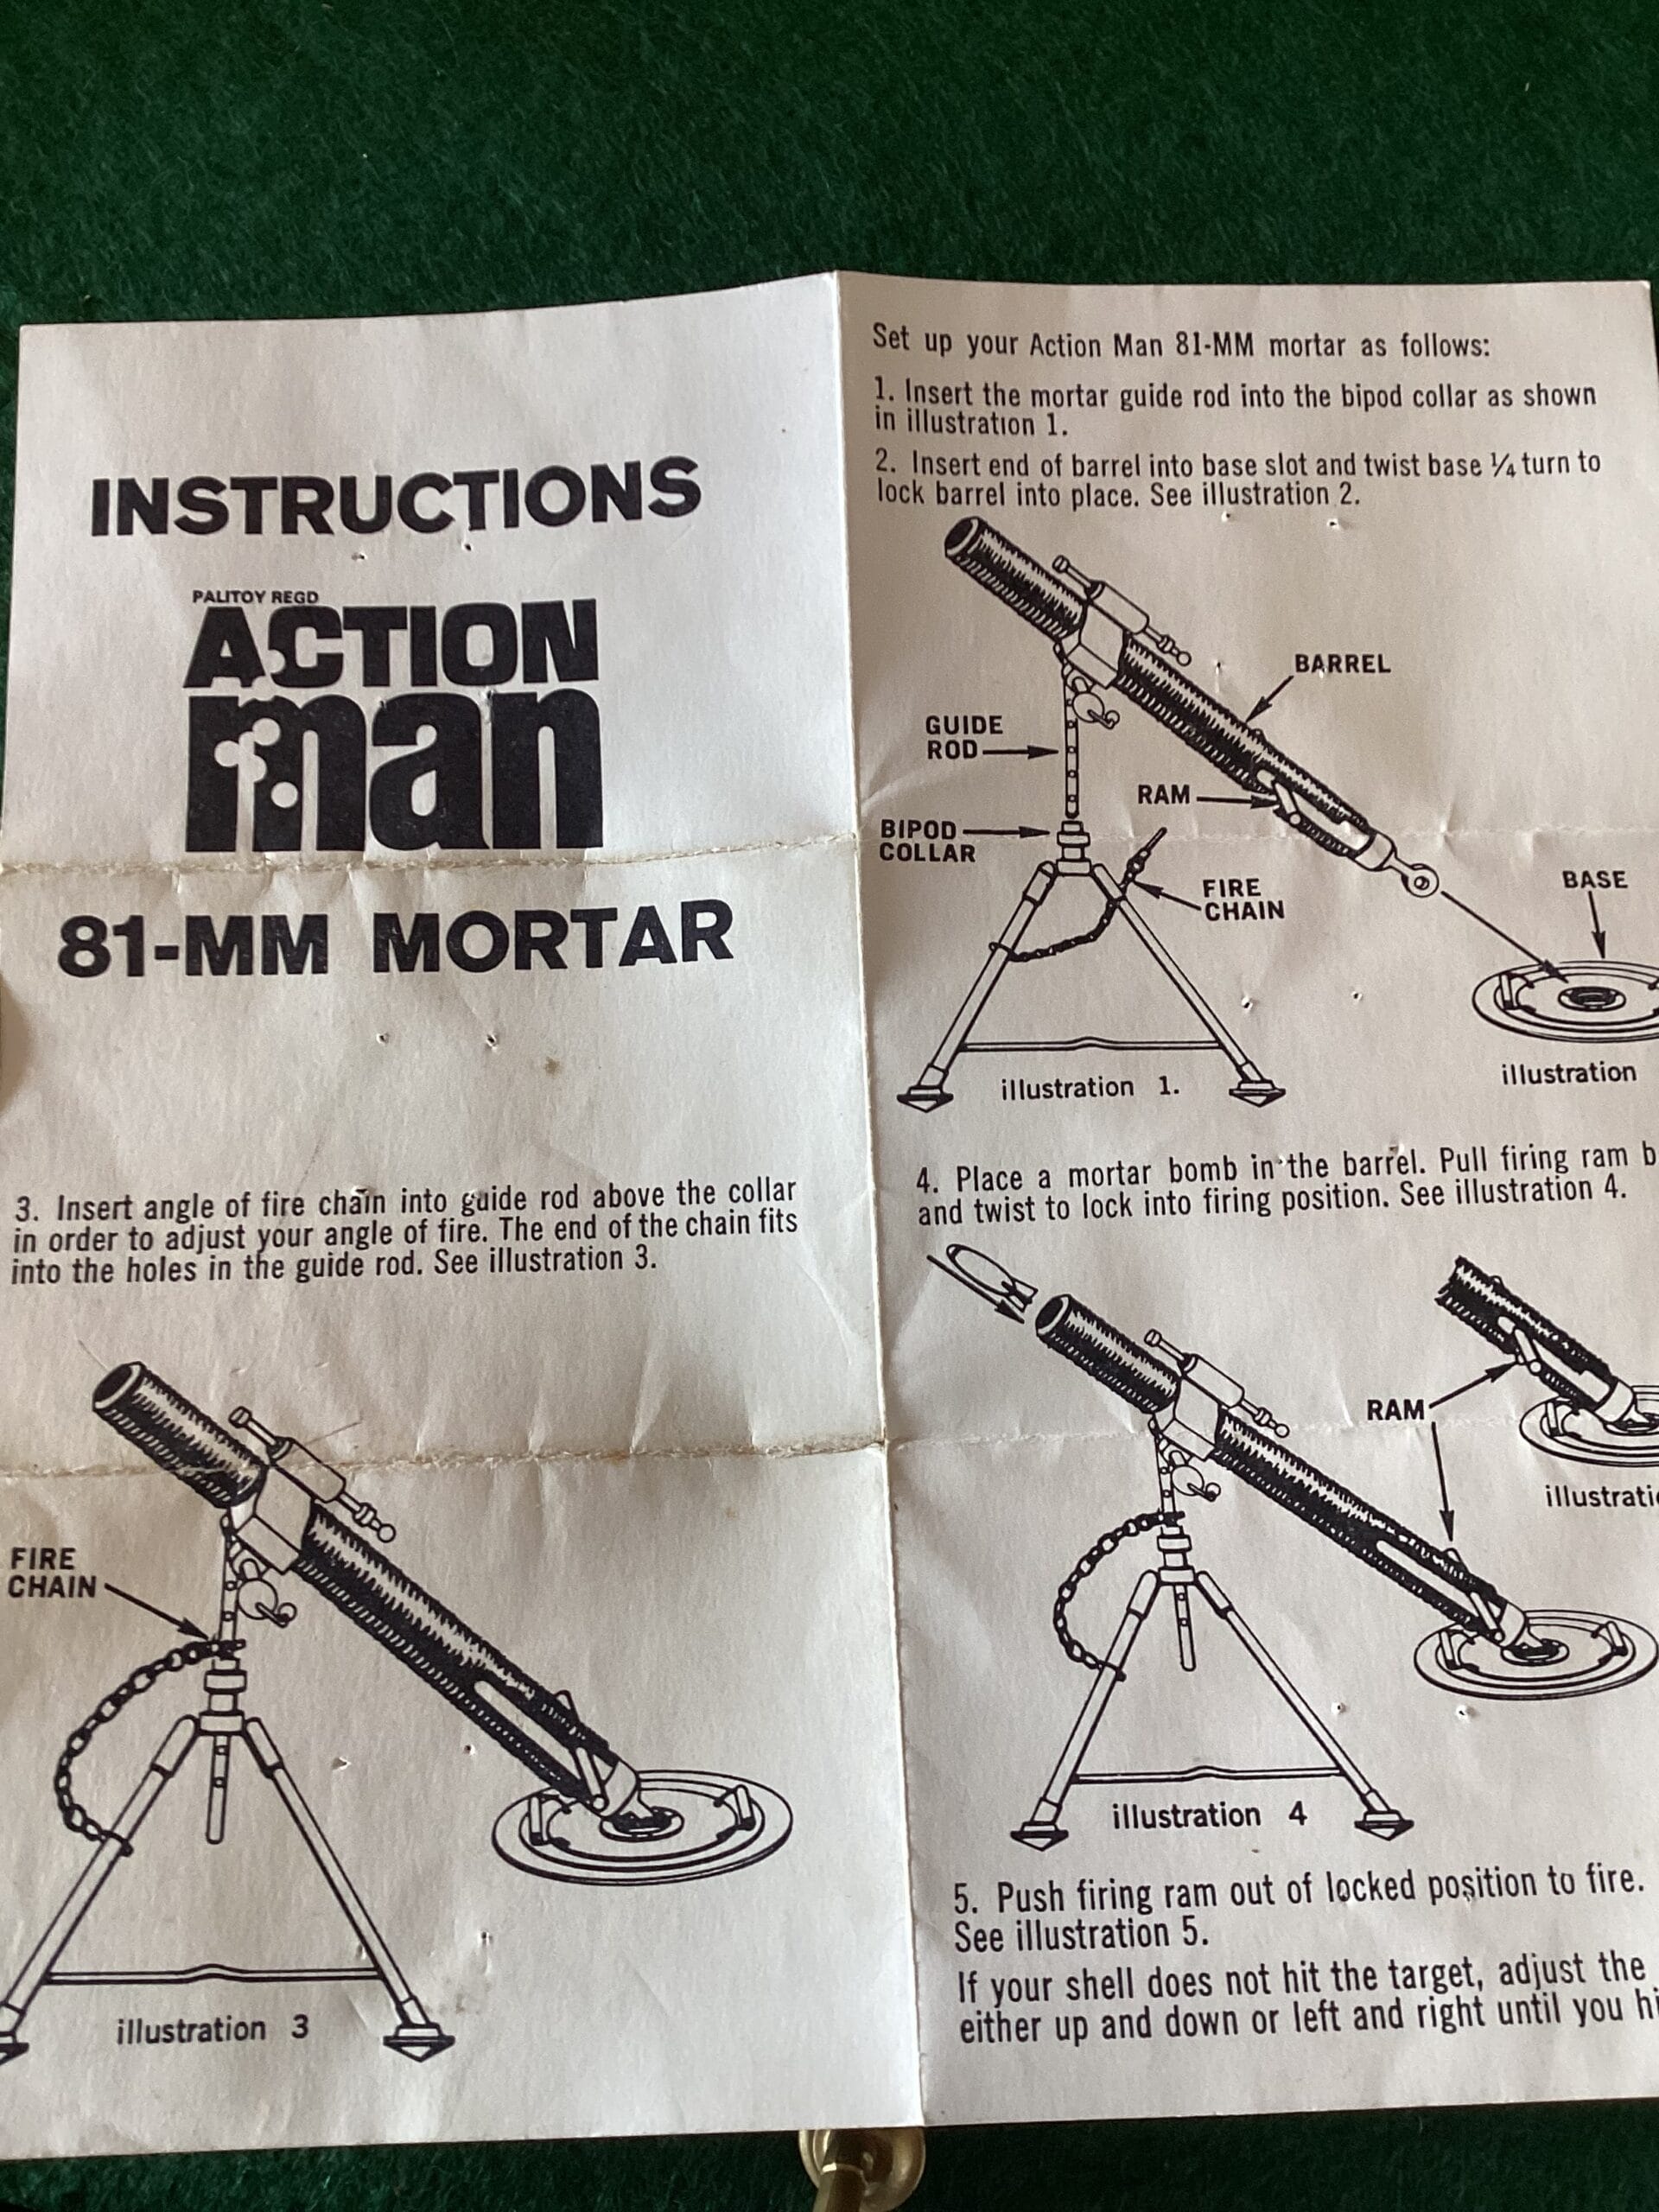 INSTRUCTIONS
PALITOY REGD
ACTION
man
81-MM MORTAR
Set up your Action Man 81-MM mortar as follows:
1. Insert the mortar guide rod into the bipod collar as shown
in illustration 1.
2. Insert end of barrel into base slot and twist base ¼ turn to
lock barrel into place. See illustration 2.
BARREL
GUIDE
ROD
RAM
BIPOD
COLLAR
FIRE
CHAIN
BASE
illustration 1.
illustration
3. Insert angle of fire chain into guide rod above the collar
in order to adjust your angle of fire. The end of the chain fits
into the holes in the guide rod. See illustration 3.
FIRE
CHAIN
illustration 3
4. Place a mortar bomb in the barrel. Pull firing ram b
and twist to lock into firing position. See illustration 4.
RAM
illustrati
illustration 4
5. Push firing ram out of locked position to fire.
See illustration 5.
If your shell does not hit the target, adjust the
either up and down or left and right until you hi